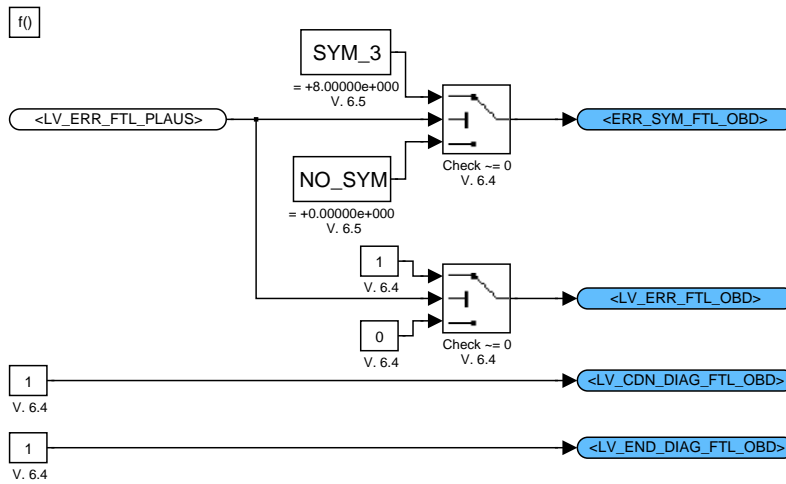 f()
SYM_3
= +8.00000e+000
V. 6.5
<LV_ERR_FTL_PLAUS>
<ERR_SYM_FTL_OBD>
Check ~= 0
V. 6.4
NO_SYM
= +0.00000e+000
V. 6.5
1
V. 6.4
<LV_ERR_FTL_OBD>
0
V. 6.4
Check ~= 0
V. 6.4
1
V. 6.4
<LV_CDN_DIAG_FTL_OBD>
1
V. 6.4
<LV_END_DIAG_FTL_OBD>